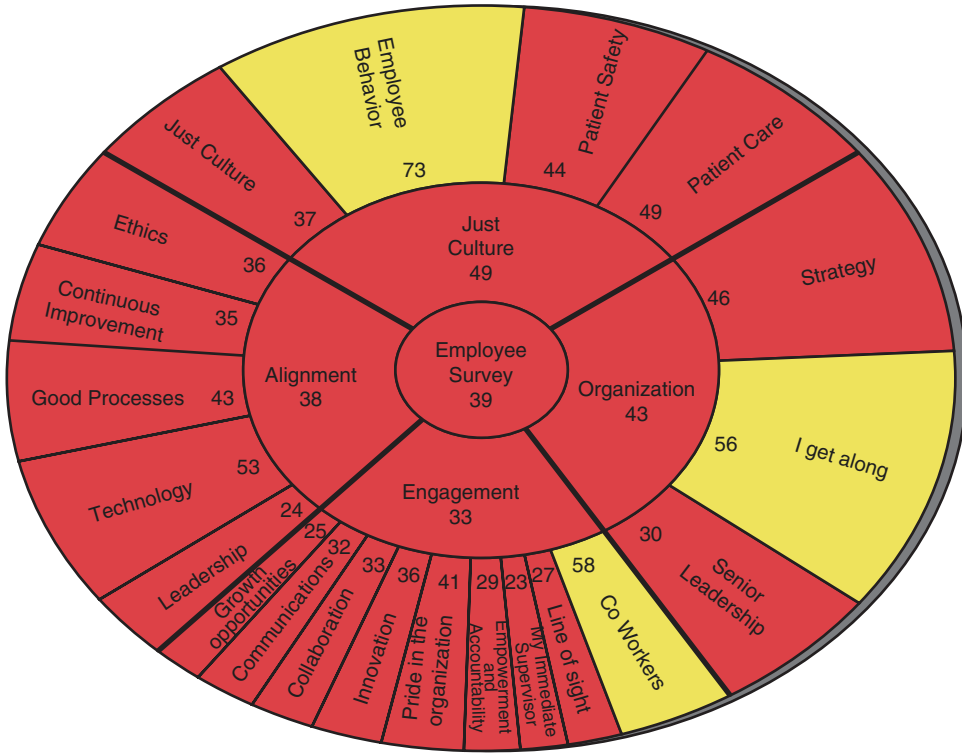 Employee
Behavior
73
Patient Safety
44
Patient Care
49
Just Culture
37
Just
Culture
49
Ethics
36
Continuous
Improvement
35
Good Processes
43
Technology
53
Leadership
24
Alignment
38
Employee
Survey
39
Organization
43
Strategy
46
I get along
56
Senior
Leadership
30
Engagement
33
Growth
opportunities
25
Communications
32
Collaboration
33
Innovation
36
Pride in the
organization
41
Empowerment
and
Accountability
29
My Immediate
Supervisor
23
Line of sight
27
Co Workers
58